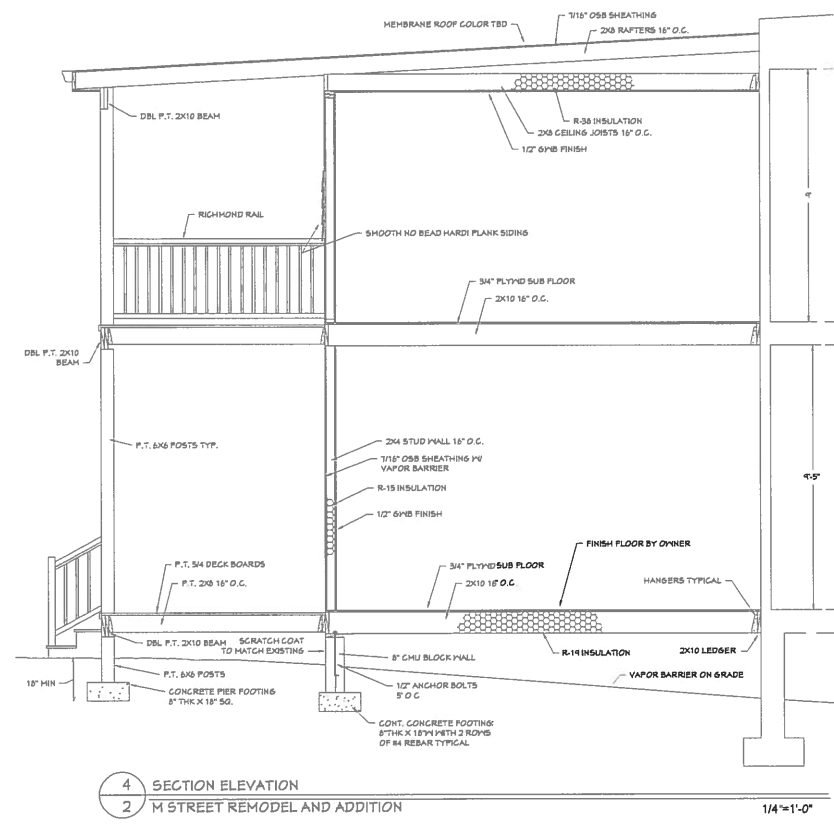 7/16" OSB SHEATHING
MEMBRANE ROOF COLOR TBD
2X8 RAFTERS 16" O.C.
DBL P.T. 2X10 BEAM
R-38 INSULATION
2X8 CEILING JOISTS 16" O.C.
1/2" GWB FINISH
RICHMOND RAIL
SMOOTH NO BEAD HARDI PLANK SIDING
3/4" PLYWD SUB FLOOR
2X10 16" O.C.
DBL P.T. 2X10
BEAM
P.T. 6X6 POSTS TYP.
2X4 STUD WALL 16" O.C.
7/16" OSB SHEATHING W/
VAPOR BARRIER
R-15 INSULATION
1/2" GWB FINISH
9'-5"
FINISH FLOOR BY OWNER
P.T. 5/4 DECK BOARDS
3/4" PLYWD SUB FLOOR
P.T. 2X8 16" O.C.
2X10 16" O.C
HANGERS TYPICAL
DBL P.T. 2X10 BEAM
SCRATCH COAT
TO MATCH EXISTING
8" CMU BLOCK WALL
R-19 INSULATION
2X10 LEDGER
P.T. 6X6 POSTS
VAPOR BARRIER ON GRADE
18" MIN
CONCRETE PIER FOOTING
8" THK X 18" SQ.
1/2" ANCHOR BOLTS
5' O C
CONT. CONCRETE FOOTING:
8"THK X 18"W WITH 2 ROWS
OF #4 REBAR TYPICAL
4 SECTION ELEVATION
2 M STREET REMODEL AND ADDITION
1/4"=1'-0"